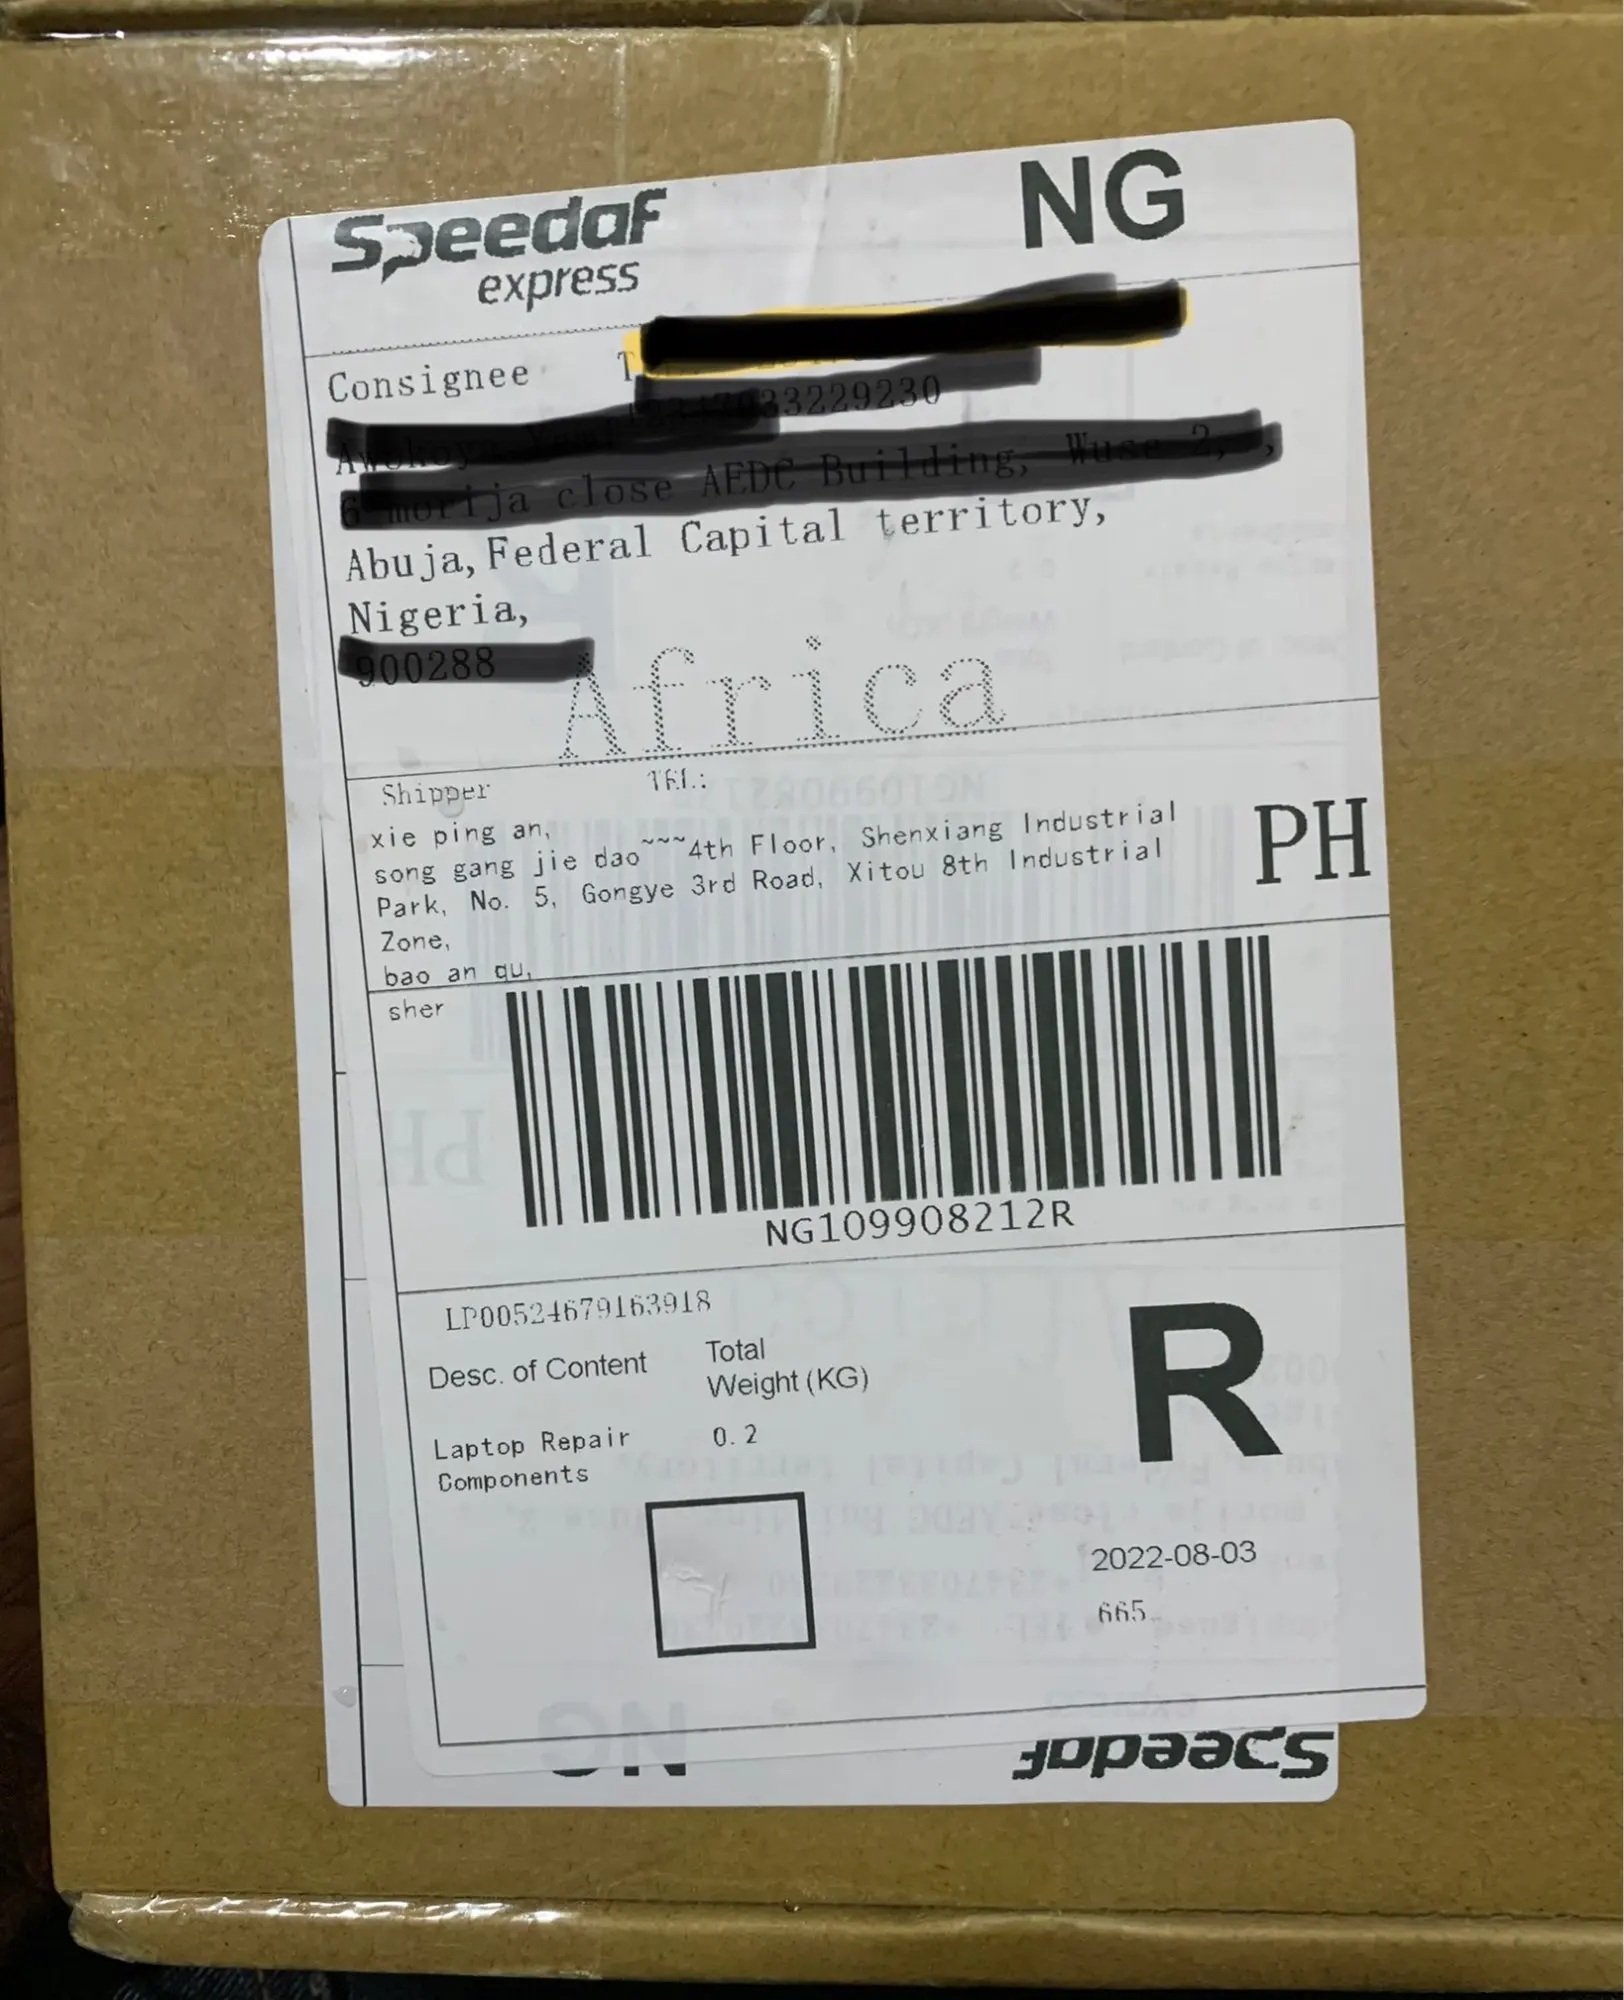 Speedaf
express
NG
Consignee
Abuja, Federal Capital territory,
Nigeria,
Africa
Shipper TEL:
xie ping an,
song gang jie dao~~~4th Floor, Shenxiang Industrial
Park, No. 5, Gongye 3rd Road, Xitou 8th Industrial
Zone,
bao an qu,
sher
PH
NG109908212R
LP00524679163918
Desc. of Content
Total
Weight (KG)
Laptop Repair
Components
0.2
R
2022-08-03
665
NG
Speedaf